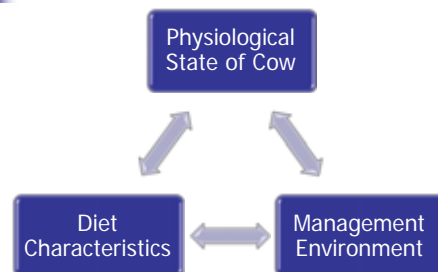 Physiological
State of Cow
Diet
Characteristics
Management
Environment